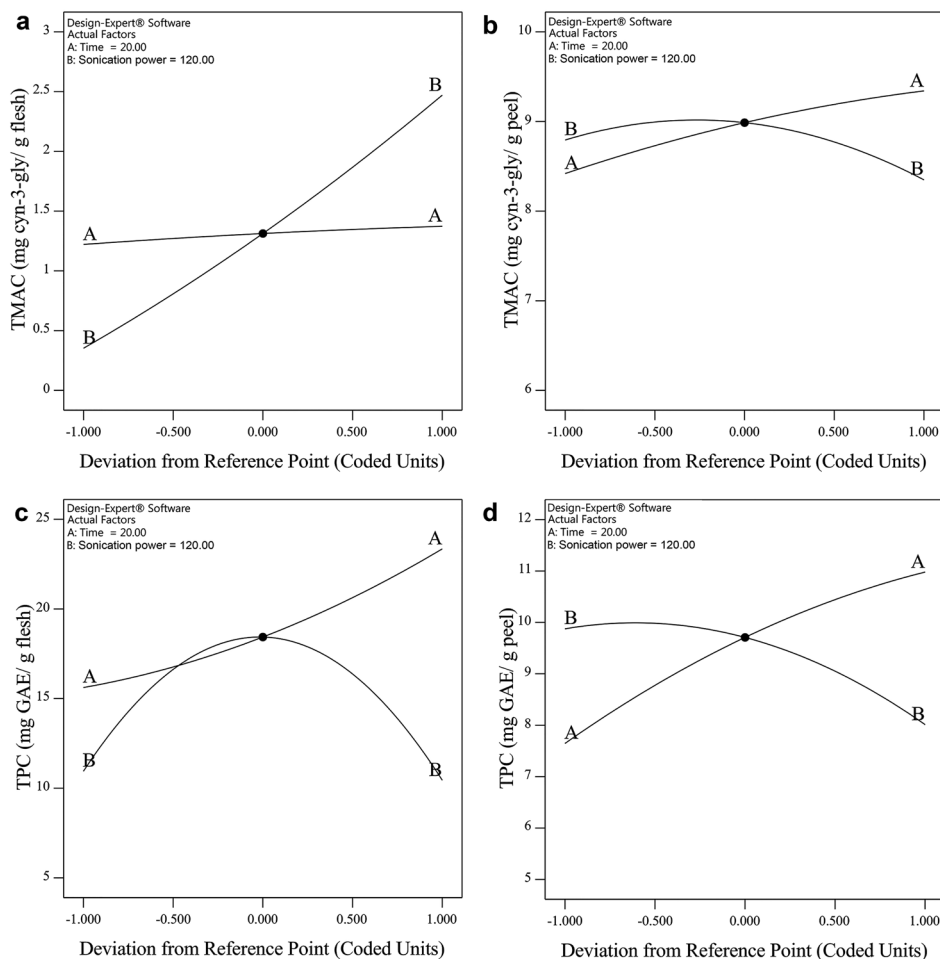 a
Design-Expert® Software
Actual Factors
A: Time = 20.00
B: Sonication power = 120.00
TMAC (mg cyn-3-gly/ g flesh)
3
2.5
2
1.5
1
0.5
0
A
B
B
A
-1.000
-0.500
0.000
0.500
1.000
Deviation from Reference Point (Coded Units)
b
Design-Expert® Software
Actual Factors
A: Time = 20.00
B: Sonication power = 120.00
TMAC (mg cyn-3-gly/ g peel)
10
9
8
7
6
B
A
A
B
-1.000
-0.500
0.000
0.500
1.000
Deviation from Reference Point (Coded Units)
c
Design-Expert® Software
Actual Factors
A: Time = 20.00
B: Sonication power = 120.00
TPC (mg GAE/ g flesh)
25
20
15
10
5
A
B
A
B
-1.000
-0.500
0.000
0.500
1.000
Deviation from Reference Point (Coded Units)
d
Design-Expert® Software
Actual Factors
A: Time = 20.00
B: Sonication power = 120.00
TPC (mg GAE/ g peel)
12
11
10
9
8
7
6
5
B
A
A
B
-1.000
-0.500
0.000
0.500
1.000
Deviation from Reference Point (Coded Units)